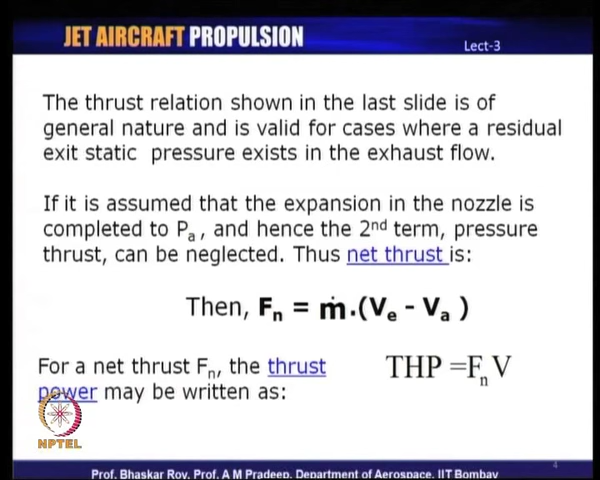 JET AIRCRAFT PROPULSION
Lect-3
The thrust relation shown in the last slide is of
general nature and is valid for cases where a residual
exit static pressure exists in the exhaust flow.
If it is assumed that the expansion in the nozzle is
completed to Pₐ , and hence the 2ⁿᵈ term, pressure
thrust, can be neglected. Thus net thrust is:
Then, Fₙ = ṁ.(Vₑ - Vₐ )
For a net thrust Fₙ, the thrust
power may be written as:
THP =FₙV
NPTEL
4
Prof. Bhaskar Roy, Prof. A M Pradeep, Department of Aerospace, IIT Bombay